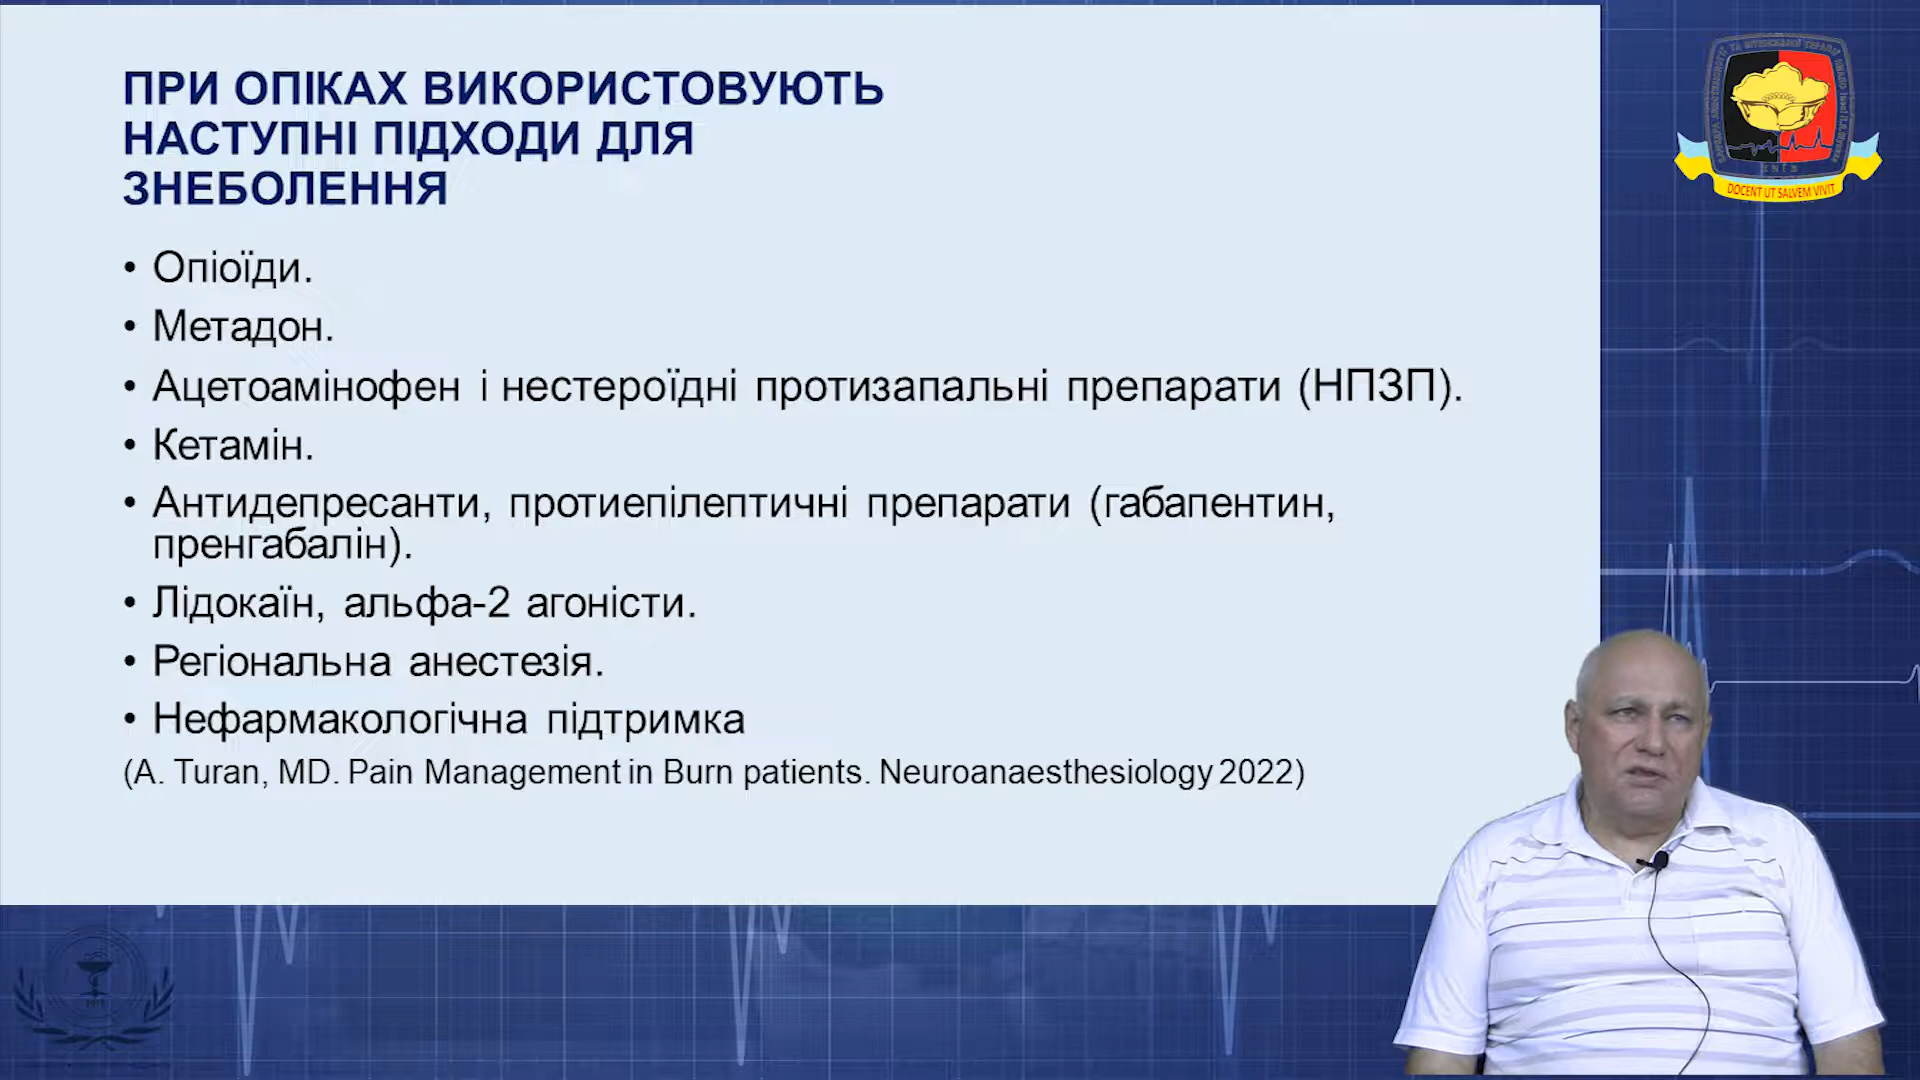 ПРИ ОПІКАХ ВИКОРИСТОВУЮТЬ
НАСТУПНІ ПІДХОДИ ДЛЯ
ЗНЕБОЛЕННЯ
• Опіоїди.
• Метадон.
• Ацетоамінофен і нестероїдні протизапальні препарати (НПЗП).
• Кетамін.
• Антидепресанти, протиепілептичні препарати (габапентин,
пренгабалін).
• Лідокаїн, альфа-2 агоністи.
• Регіональна анестезія.
• Нефармакологічна підтримка
(A. Turan, MD. Pain Management in Burn patients. Neuroanaesthesiology 2022)
DOCENT UT SALVEM VIVIT